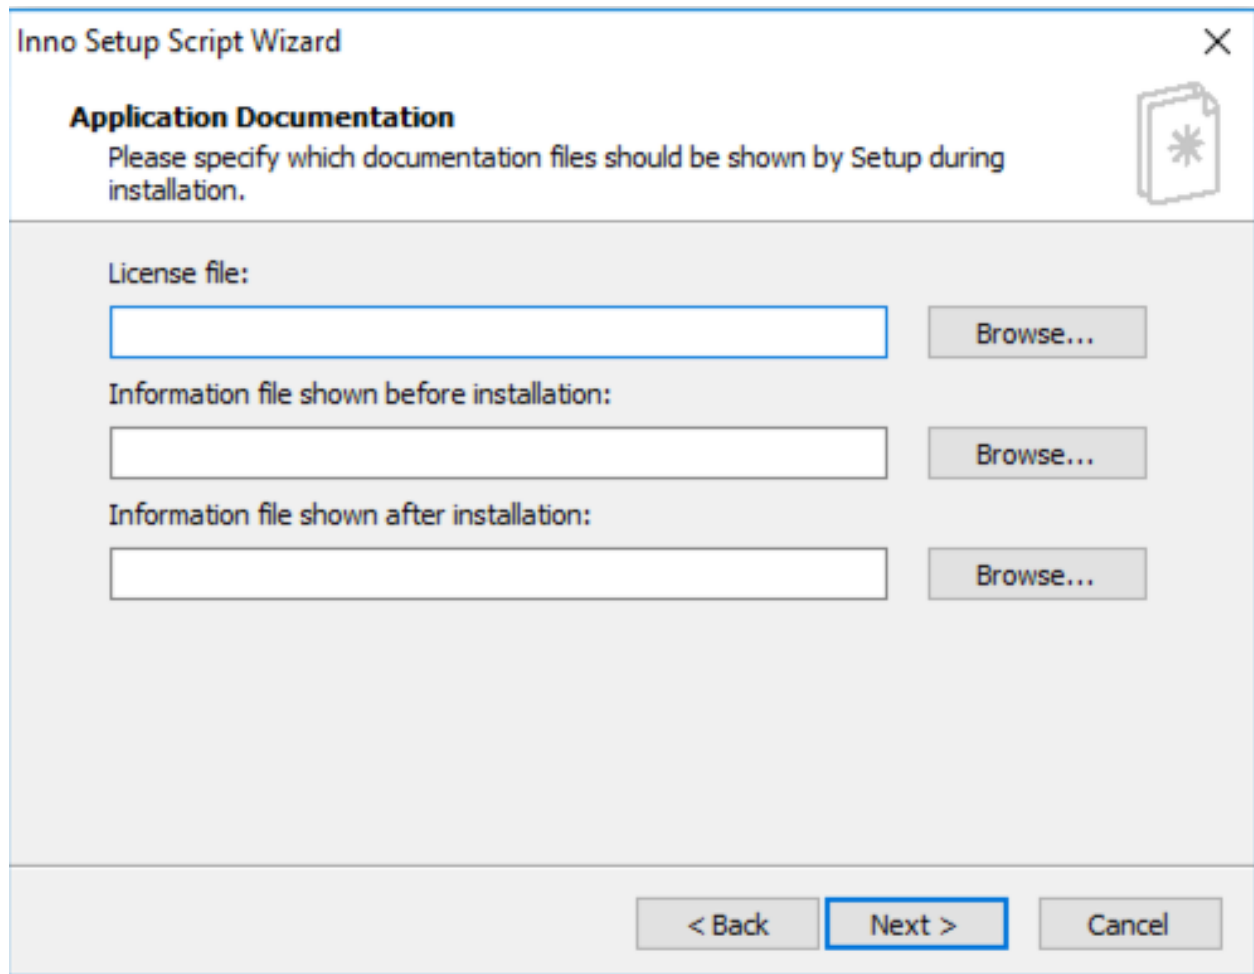 Inno Setup Script Wizard
Application Documentation
Please specify which documentation files should be shown by Setup during
installation.
License file:
Browse...
Information file shown before installation:
Browse...
Information file shown after installation:
Browse...
< Back
Next >
Cancel